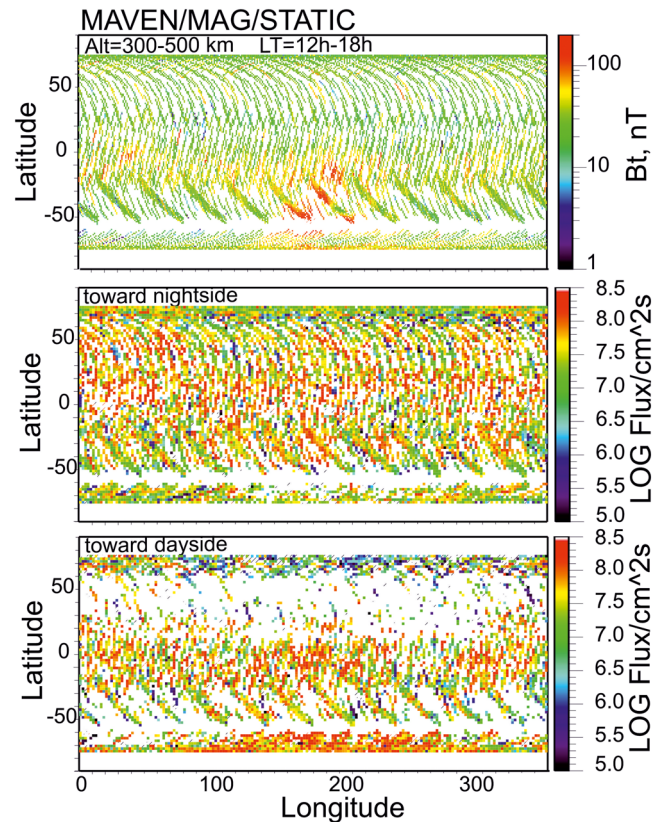 MAVEN/MAG/STATIC
Alt=300-500 km LT=12h-18h
50
0
-50
Latitude
100
10
1
Bt, nT
toward nightside
50
0
-50
Latitude
8.5
8.0
7.5
7.0
6.5
6.0
5.5
5.0
LOG Flux/cm^2s
toward dayside
50
0
-50
Latitude
8.5
8.0
7.5
7.0
6.5
6.0
5.5
5.0
LOG Flux/cm^2s
0 100 200 300
Longitude